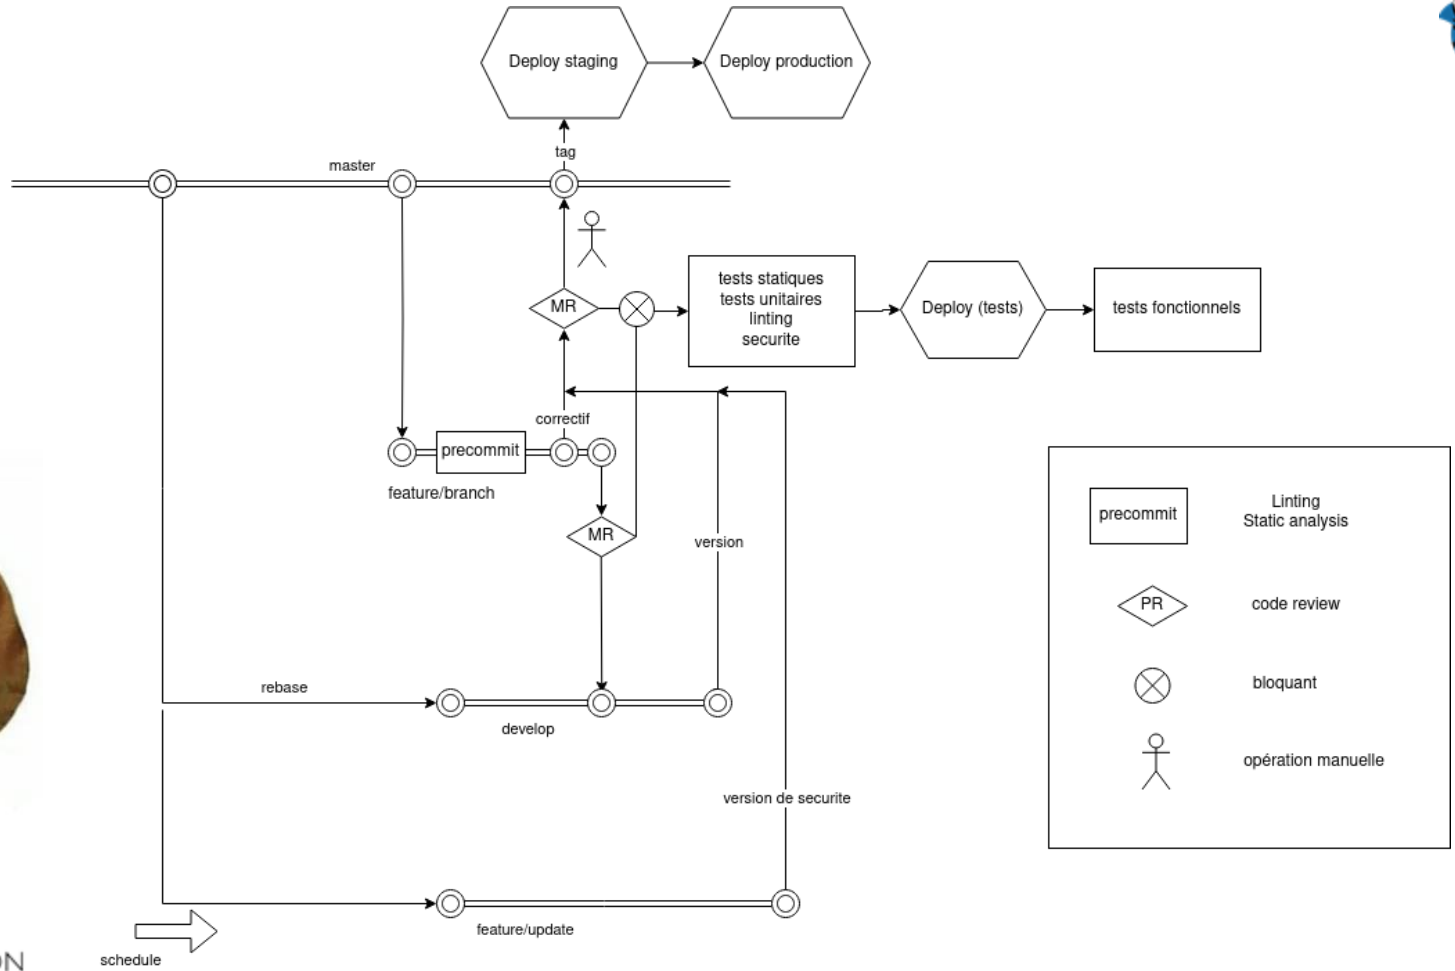 Deploy staging
Deploy production
tag
master
MR
tests statiques
tests unitaires
linting
securite
Deploy (tests)
tests fonctionnels
correctif
precommit
feature/branch
MR
version
rebase
develop
version de securite
feature/update
schedule
ON
precommit
Linting
Static analysis
PR
code review
bloquant
opération manuelle